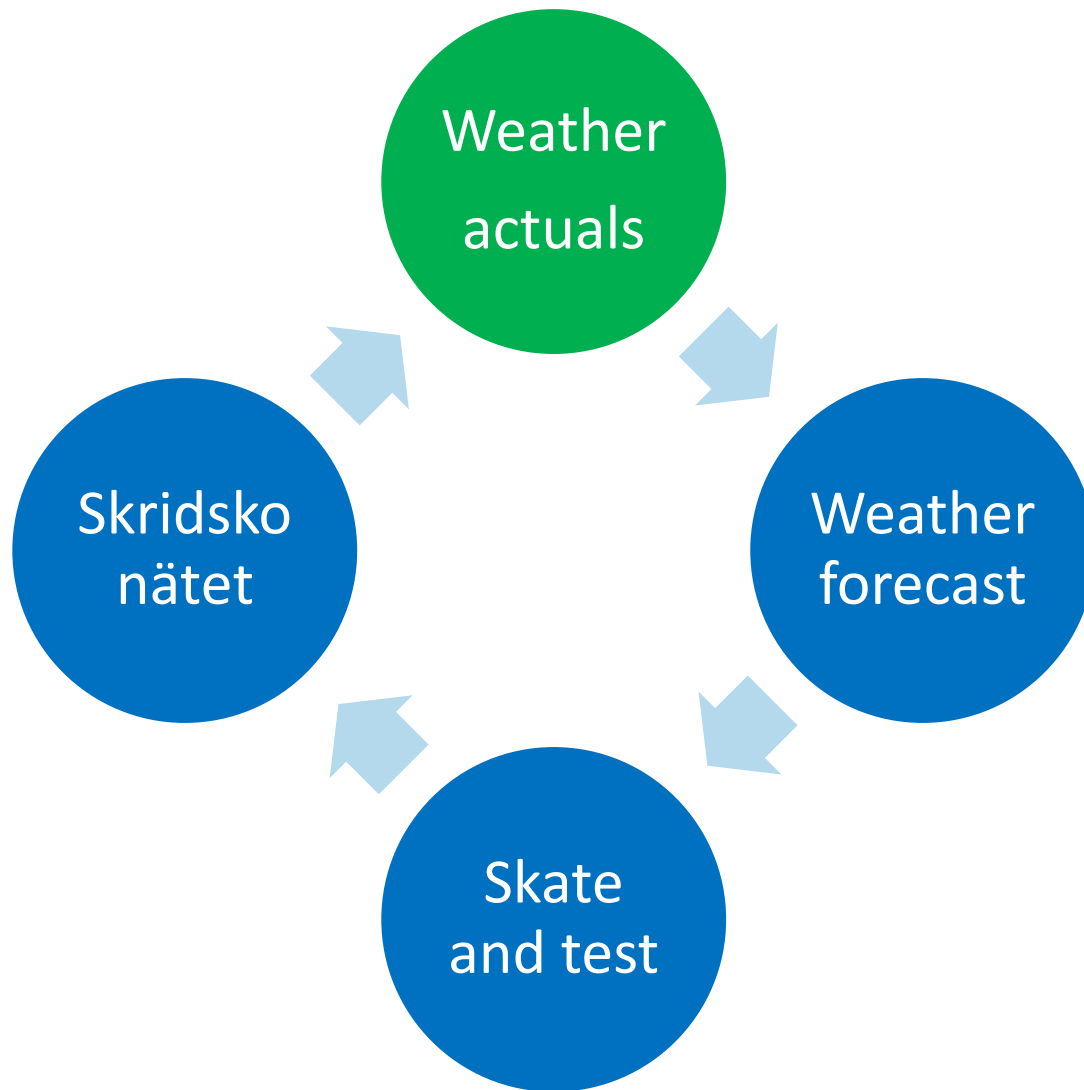 Weather
actuals
Weather
forecast
Skate
and test
Skridsko
nätet